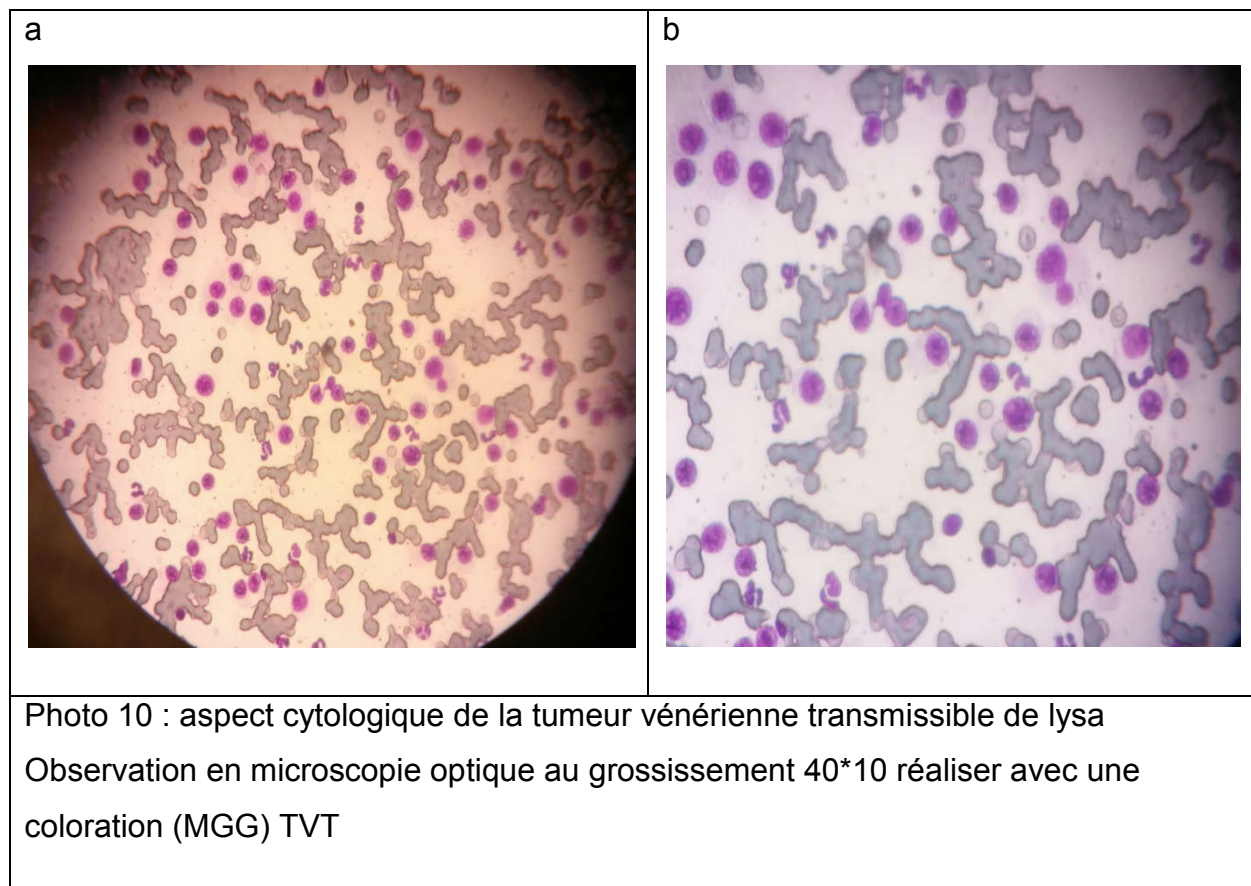 a
b
Photo 10 : aspect cytologique de la tumeur vénérienne transmissible de lysa
Observation en microscopie optique au grossissement 40*10 réaliser avec une
coloration (MGG) TVT